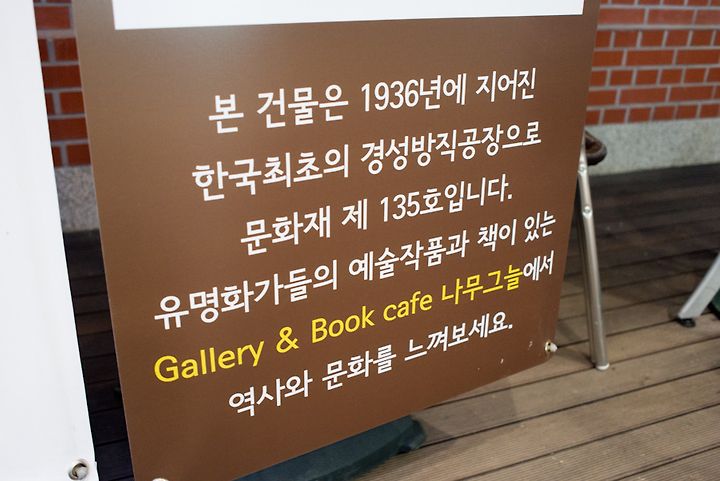 본 건물은 1936년에 지어진
한국최초의 경성방직공장으로
문화재 제 135호입니다.
유명화가들의 예술작품과 책이 있는
Gallery & Book cafe 나무그늘에서
역사와 문화를 느껴보세요.